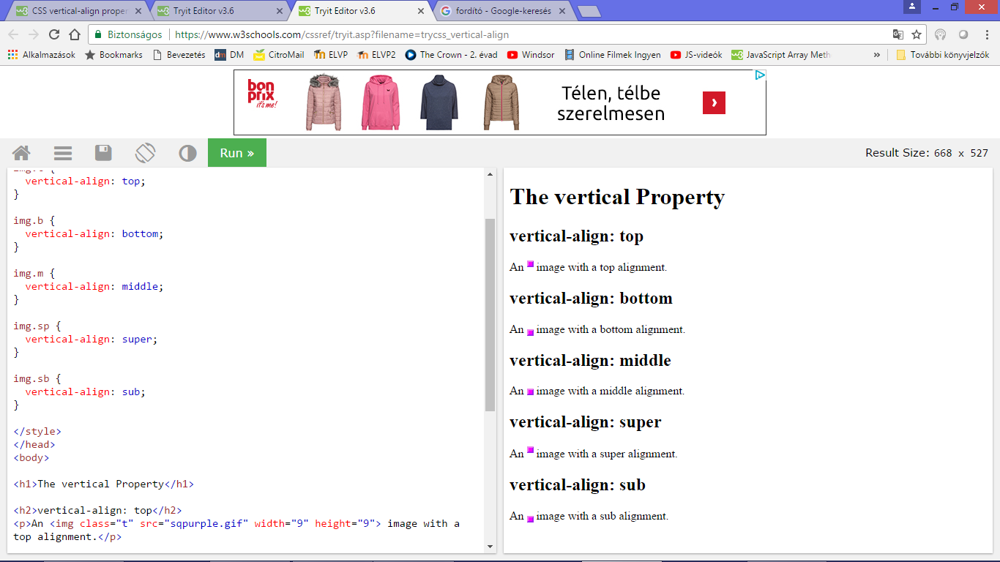 CSS vertical-align proper
Tryit Editor v3.6
Tryit Editor v3.6
fordító - Google-keresés
Biztonságos
https://www.w3schools.com/cssref/tryit.asp?filename=trycss_vertical-align
Alkalmazások
Bookmarks
Bevezetés
dm DM
CitroMail
ELVP
ELVP2
The Crown - 2. évad
Windsor
Online Filmek Ingyen
JS-videók
JavaScript Array Meth
»
További könyvjelzők
bon
prix
it's me!
Télen, télbe
szerelmesen
Run »
Result Size: 668 x 527
vertical-align: top;
}
img.b {
vertical-align: bottom;
}
img.m {
vertical-align: middle;
}
img.sp {
vertical-align: super;
}
img.sb {
vertical-align: sub;
}
</style>
</head>
<body>
<h1>The vertical Property</h1>
<h2>vertical-align: top</h2>
<p>An <img class="t" src="sqpurple.gif" width="9" height="9"> image with a
top alignment.</p>
The vertical Property
vertical-align: top
An image with a top alignment.
vertical-align: bottom
An image with a bottom alignment.
vertical-align: middle
An image with a middle alignment.
vertical-align: super
An image with a super alignment.
vertical-align: sub
An image with a sub alignment.